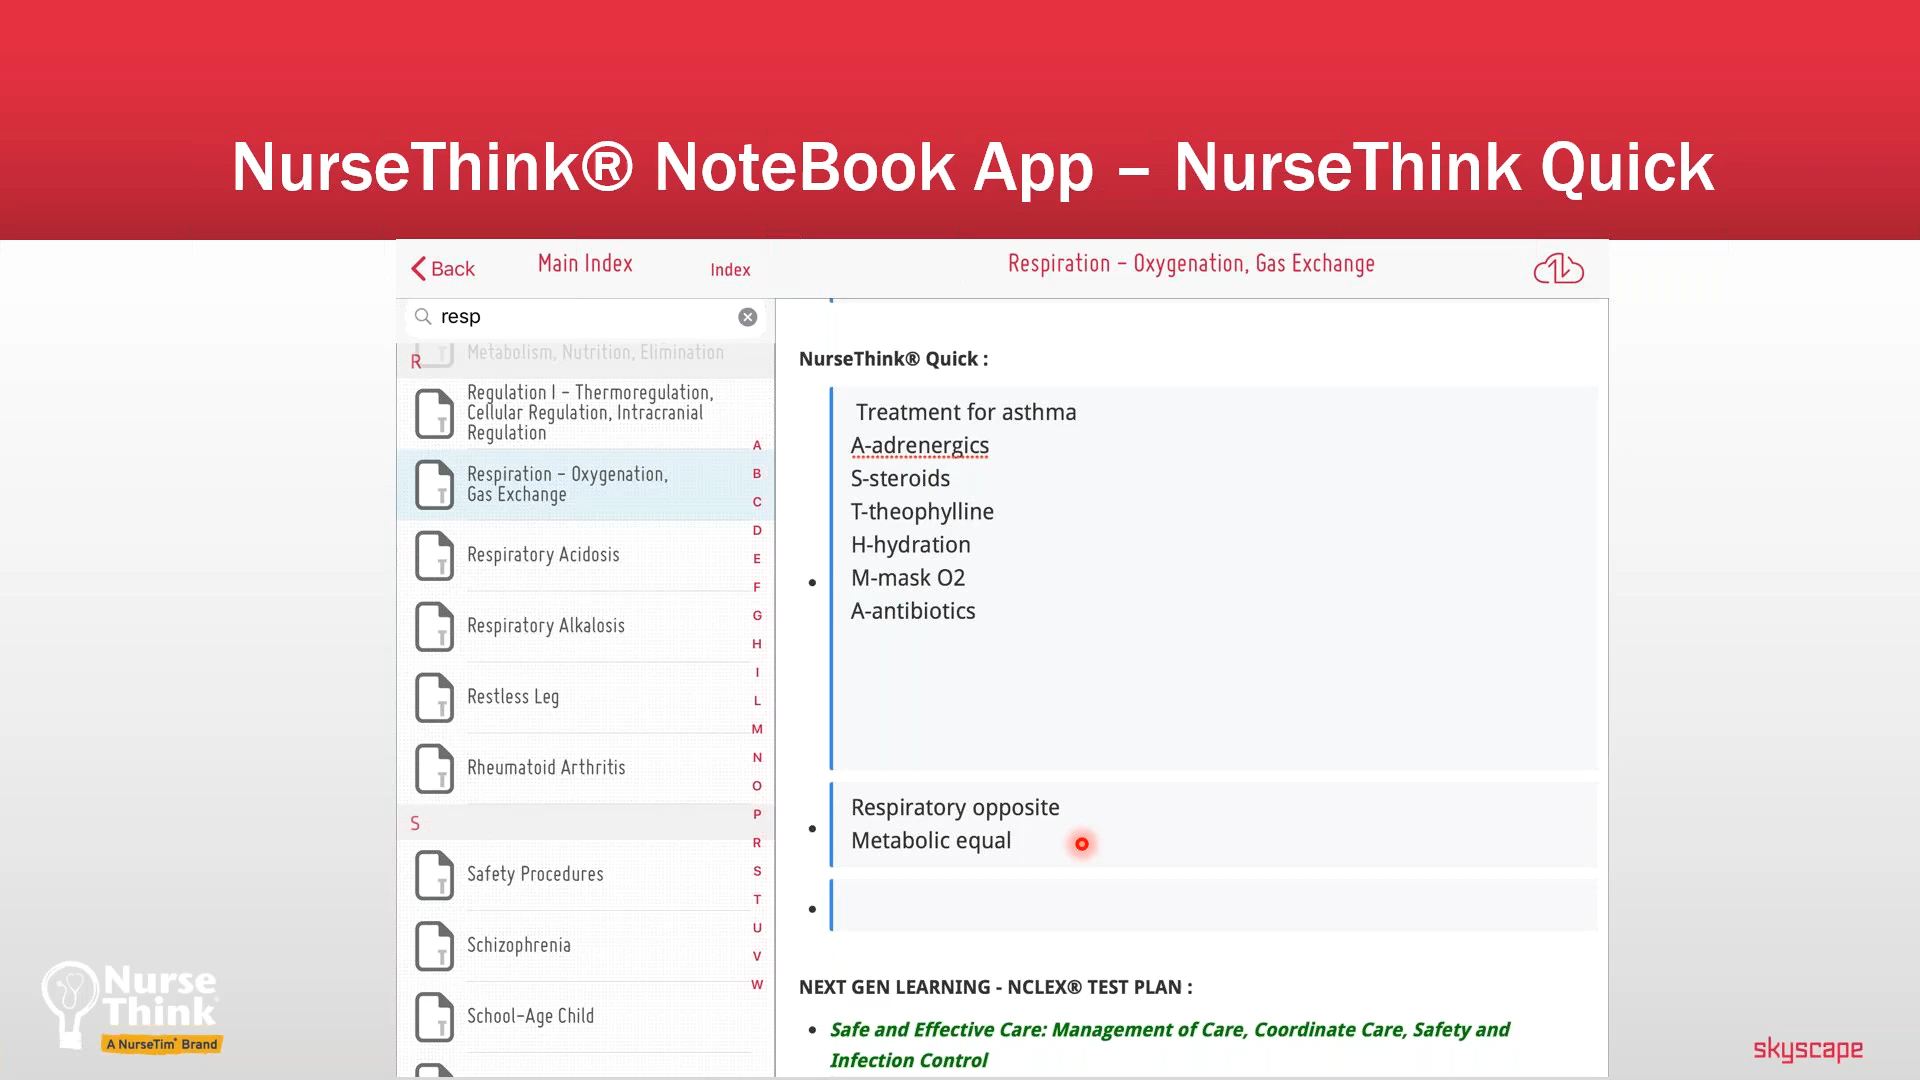 NurseThink® NoteBook App – NurseThink Quick
Back
Main Index
Index
Respiration - Oxygenation, Gas Exchange
resp
R
Metabolism, Nutrition, Elimination
Regulation I - Thermoregulation,
Cellular Regulation, Intracranial
Regulation
Respiration - Oxygenation,
Gas Exchange
Respiratory Acidosis
Respiratory Alkalosis
Restless Leg
Rheumatoid Arthritis
S
Safety Procedures
Schizophrenia
School-Age Child
A
B
C
D
E
F
G
H
I
L
M
N
O
P
R
S
T
U
V
W
NurseThink® Quick :
Treatment for asthma
A-adrenergics
S-steroids
T-theophylline
H-hydration
M-mask O2
A-antibiotics
Respiratory opposite
Metabolic equal
NEXT GEN LEARNING - NCLEX® TEST PLAN :
Safe and Effective Care: Management of Care, Coordinate Care, Safety and
Infection Control
Nurse
Think®
A NurseTim® Brand
skyscape